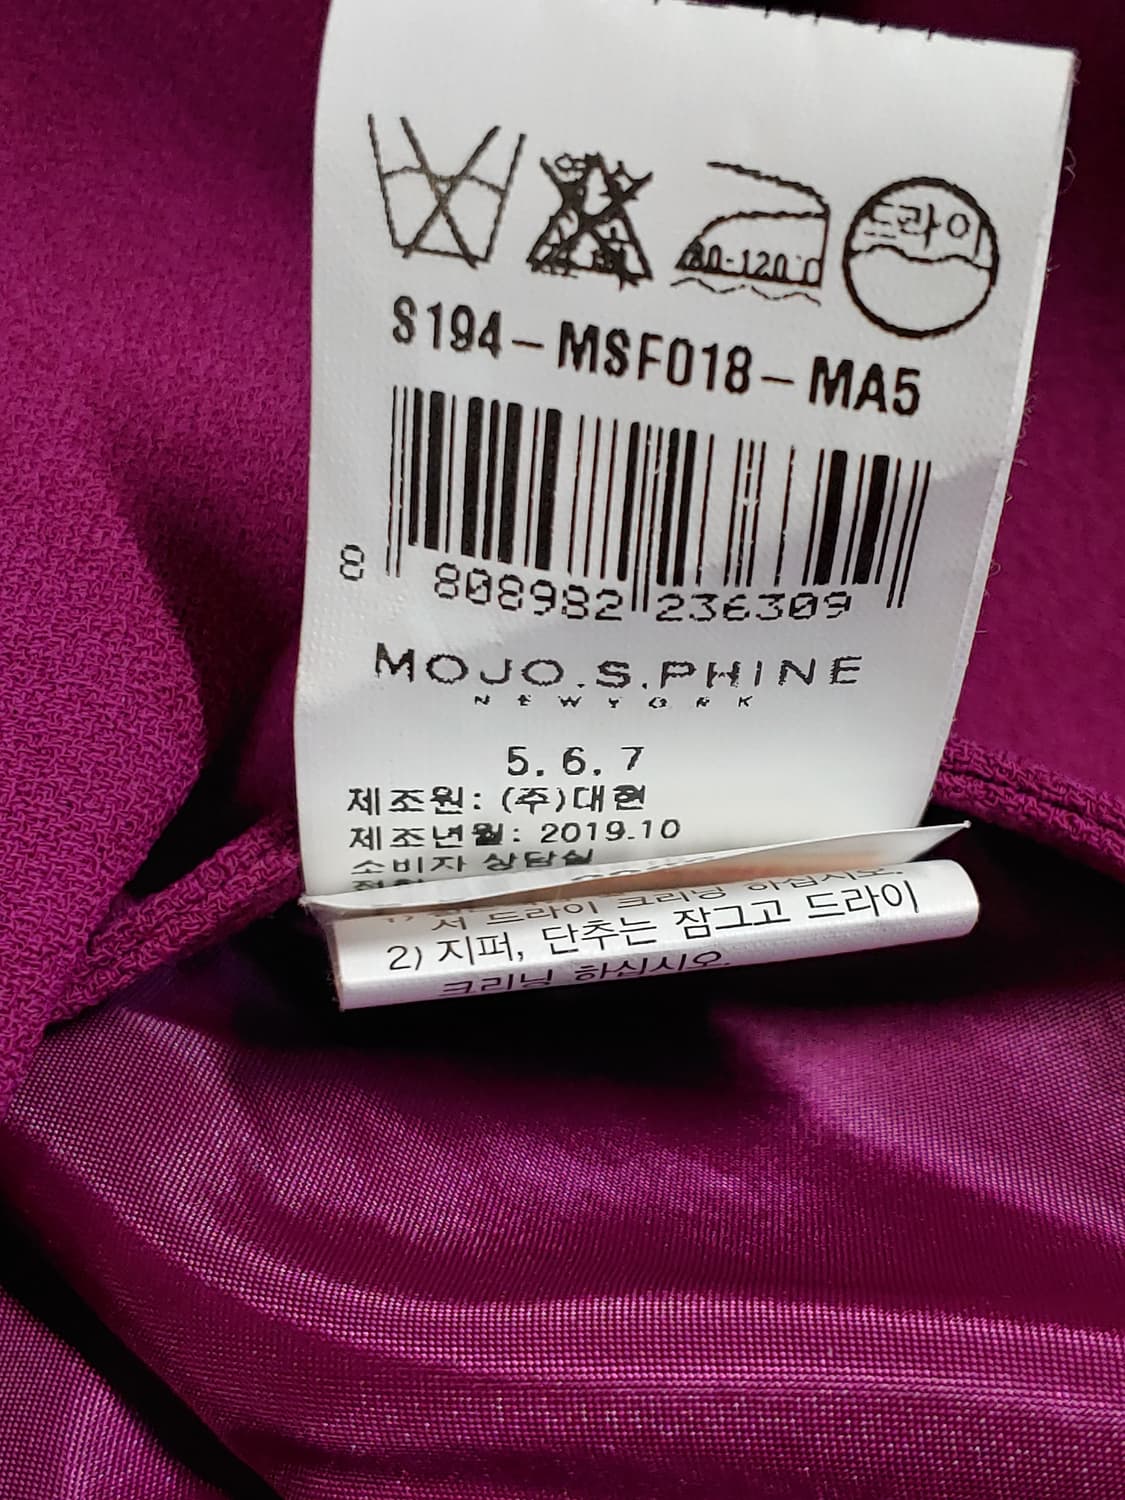 드라이
80-120℃
S194-MSF018-MA5
8 808982 236309
MOJO.S.PHINE
NEWYORK
5.6.7
제조원: (주)대현
제조년월: 2019.10
소비자 상담실
서 드라이 크리닝 하십시오.
2) 지퍼, 단추는 잠그고 드라이
크리닝 하십시오.